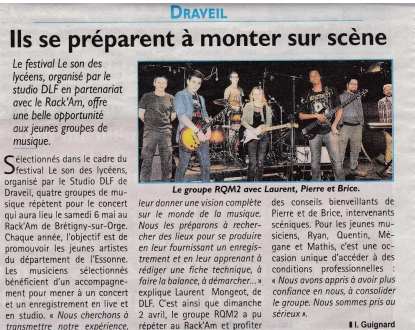 DRAVEIL
Ils se préparent à monter sur scène
Le festival Le son des
lycéens, organisé par le
studio DLF en partenariat
avec le Rack'Am, offre
une belle opportunité
aux jeunes groupes de
musique.
Sélectionnés dans le cadre du
festival Le son des lycéens,
organisé par le Studio DLF de
Draveil, quatre groupes de mu-
sique répètent pour le concert
qui aura lieu le samedi 6 mai au
Rack'Am de Brétigny-sur-Orge.
Chaque année, l'objectif est de
promouvoir les jeunes artistes
du département de l'Essonne.
Les musiciens sélectionnés
bénéficient d'un accompagne-
ment pour mener à un concert
et un enregistrement en live et
en studio. « Nous cherchons à
transmettre notre expérience,
Le groupe RQM2 avec Laurent, Pierre et Brice.
leur donner une vision complète
sur le monde de la musique.
Nous les préparons à recher-
cher des lieux pour se produire
en leur fournissant un enregis-
trement et en leur apprenant à
rédiger une fiche technique, à
faire la balance, à démarcher... »
explique Laurent Mongeot, de
DLF. C'est ainsi que dimanche
2 avril, le groupe RQM2 a pu
répéter au Rack'Am et profiter
des conseils bienveillants de
Pierre et de Brice, intervenants
scéniques. Pour les jeunes mu-
siciens, Ryan, Quentin, Mé-
gane et Mathis, c'est une oc-
casion unique d'accéder à des
conditions professionnelles :
« Nous avons appris à avoir plus
confiance en nous, à consolider
le groupe. Nous sommes pris au
sérieux ».
I. Guignard